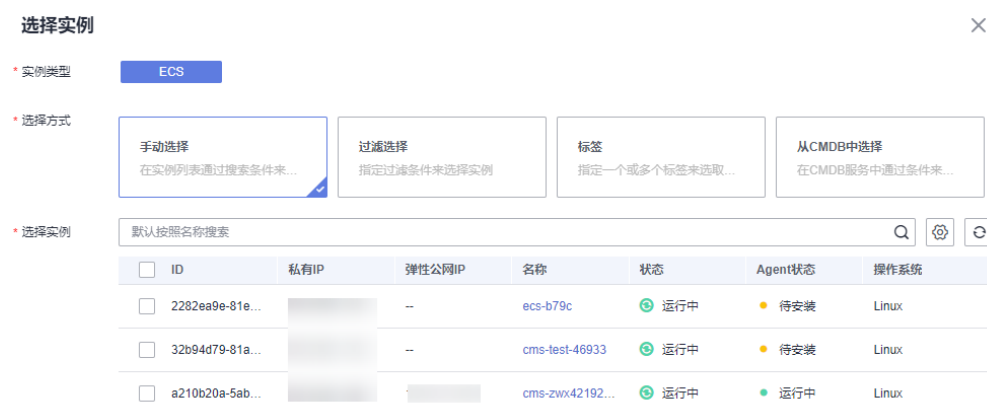 选择实例
* 实例类型 ECS
* 选择方式
手动选择 过滤选择 标签 从CMDB中选择
在实例列表通过搜索条件来... 指定过滤条件来选择实例 指定一个或多个标签来选取... 在CMDB服务中通过条件来...
* 选择实例 默认按照名称搜索
ID 私有IP 弹性公网IP 名称 状态 Agent状态 操作系统
2282ea9e-81e... -- ecs-b79c 运行中 待安装 Linux
32b94d79-81a... -- cms-test-46933 运行中 待安装 Linux
a210b20a-5ab... cms-zwx42192... 运行中 运行中 Linux